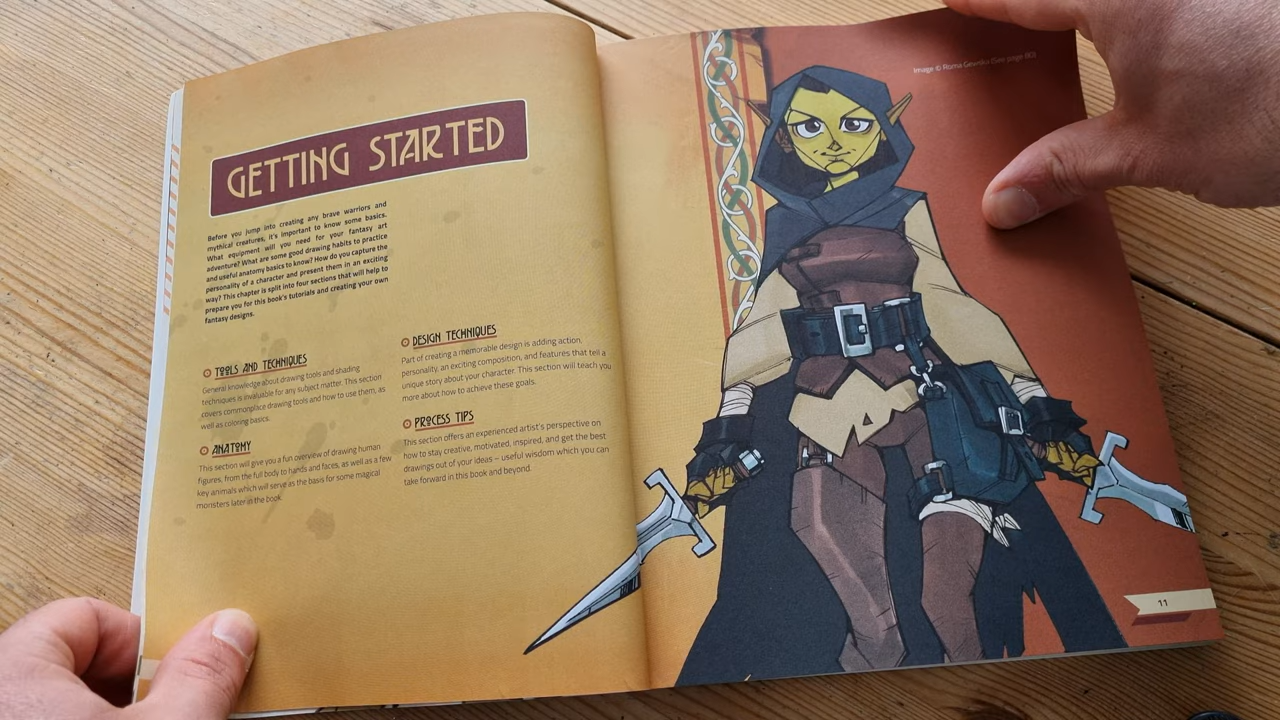 GETTING STARTED
Before you jump into creating any brave warriors and
mythical creatures, it's important to know some basics.
What equipment will you need for your fantasy art
adventure? What are some good drawing habits to practice
and useful anatomy basics to know? How do you capture the
personality of a character and present them in an exciting
way? This chapter is split into four sections that will help to
prepare you for this book's tutorials and creating your own
fantasy designs.
TOOLS AND TECHNIQUES
General knowledge about drawing tools and shading
techniques is invaluable for any subject matter. This section
covers commonplace drawing tools and how to use them, as
well as coloring basics.
ANATOMY
This section will give you a fun overview of drawing human
figures, from the full body to hands and faces, as well as a few
key animals which will serve as the basis for some magical
monsters later in the book.
DESIGN TECHNIQUES
Part of creating a memorable design is adding action,
personality, an exciting composition, and features that tell a
unique story about your character. This section will teach you
more about how to achieve these goals.
PROCESS TIPS
This section offers an experienced artist's perspective on
how to stay creative, motivated, inspired, and get the best
drawings out of your ideas – useful wisdom which you can
take forward in this book and beyond.
Image © Roma (See page
11